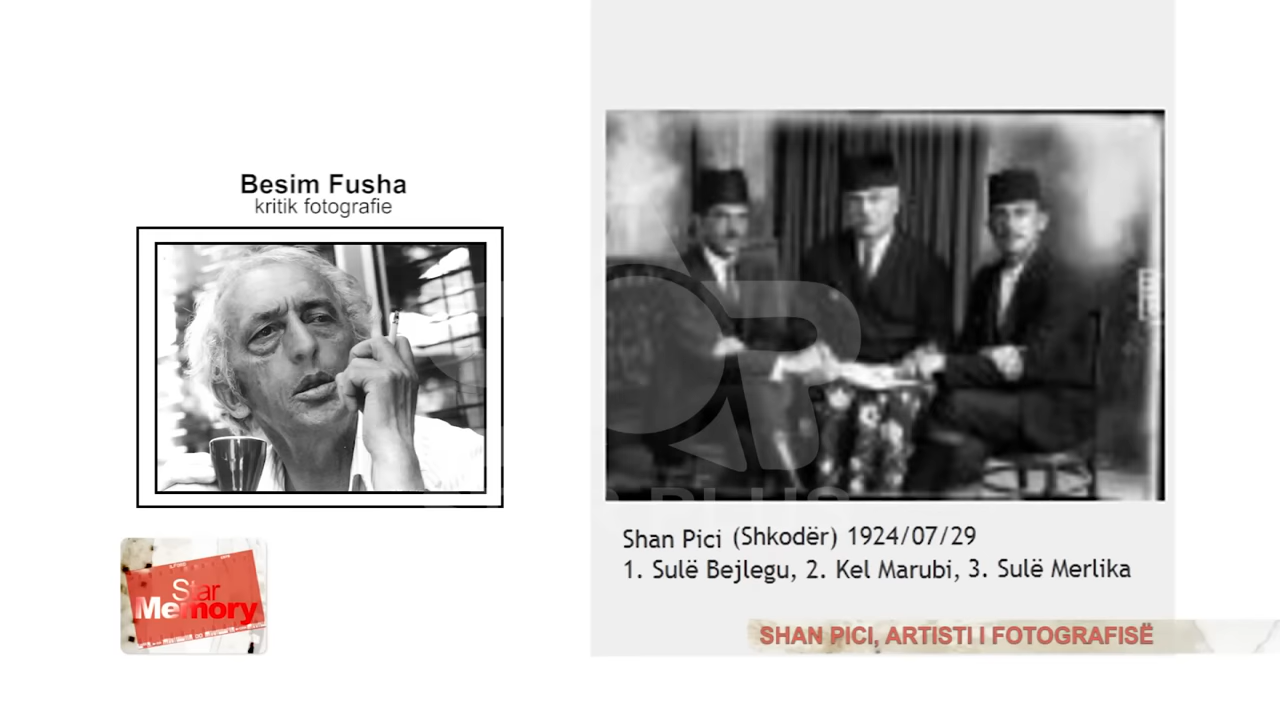 Besim Fusha
kritik fotografie
Shan Pici (Shkodër) 1924/07/29
1. Sulë Bejlegu, 2. Kel Marubi, 3. Sulë Merlika
Star
Memory
SHAN PICI, ARTISTI I FOTOGRAFISË
PLUS